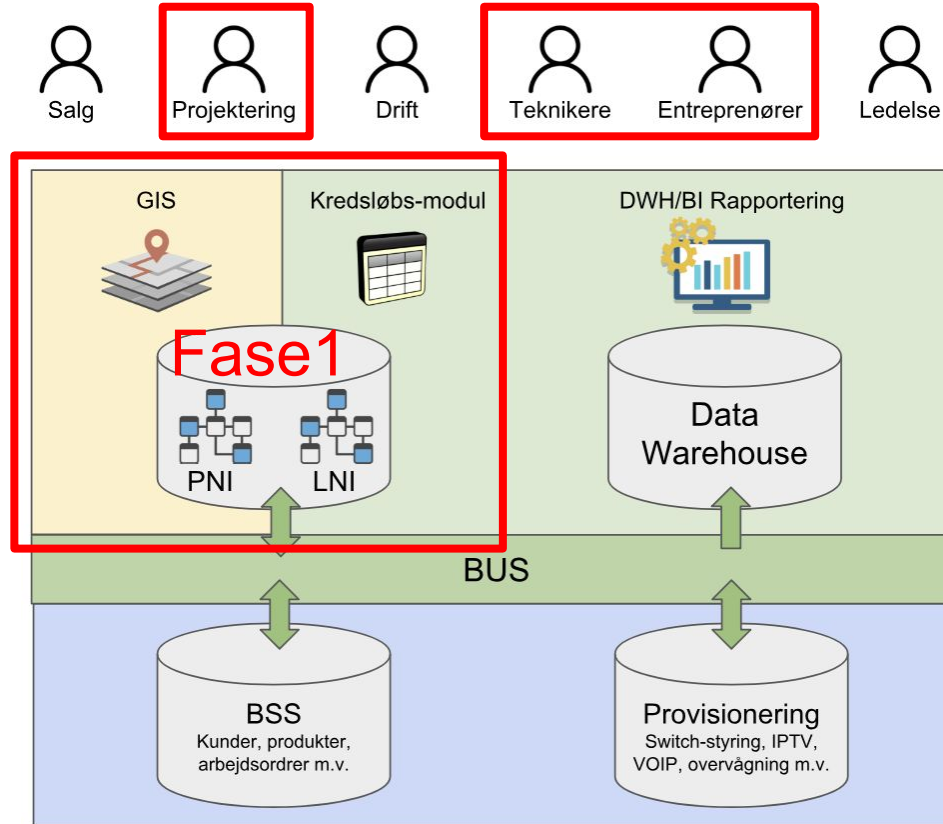 Salg
Projektering
Drift
Teknikere
Entreprenører
Ledelse
GIS
Kredsløbs-modul
DWH/BI Rapportering
Fase1
PNI
LNI
Data
Warehouse
BUS
BSS
Kunder, produkter,
arbejdsordrer m.v.
Provisionering
Switch-styring, IPTV,
VOIP, overvågning m.v.